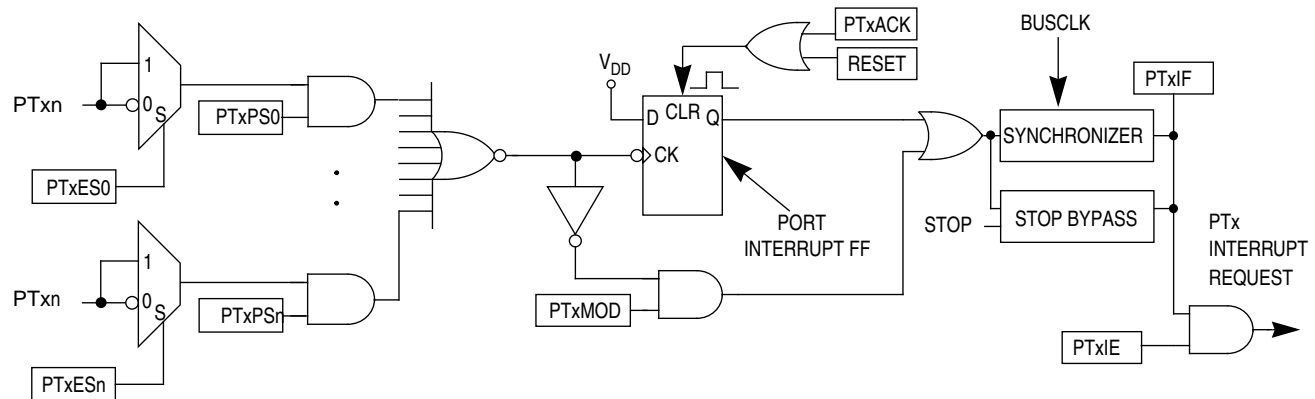 PTxn
1
0
S
PTxES0
PTxPS0
PTxn
1
0
S
PTxESn
PTxPSn
VDD
D
CLR
Q
CK
PTxACK
RESET
PORT
INTERRUPT FF
PTxMOD
BUSCLK
SYNCHRONIZER
STOP
STOP BYPASS
PTxIF
PTx
INTERRUPT
REQUEST
PTxIE